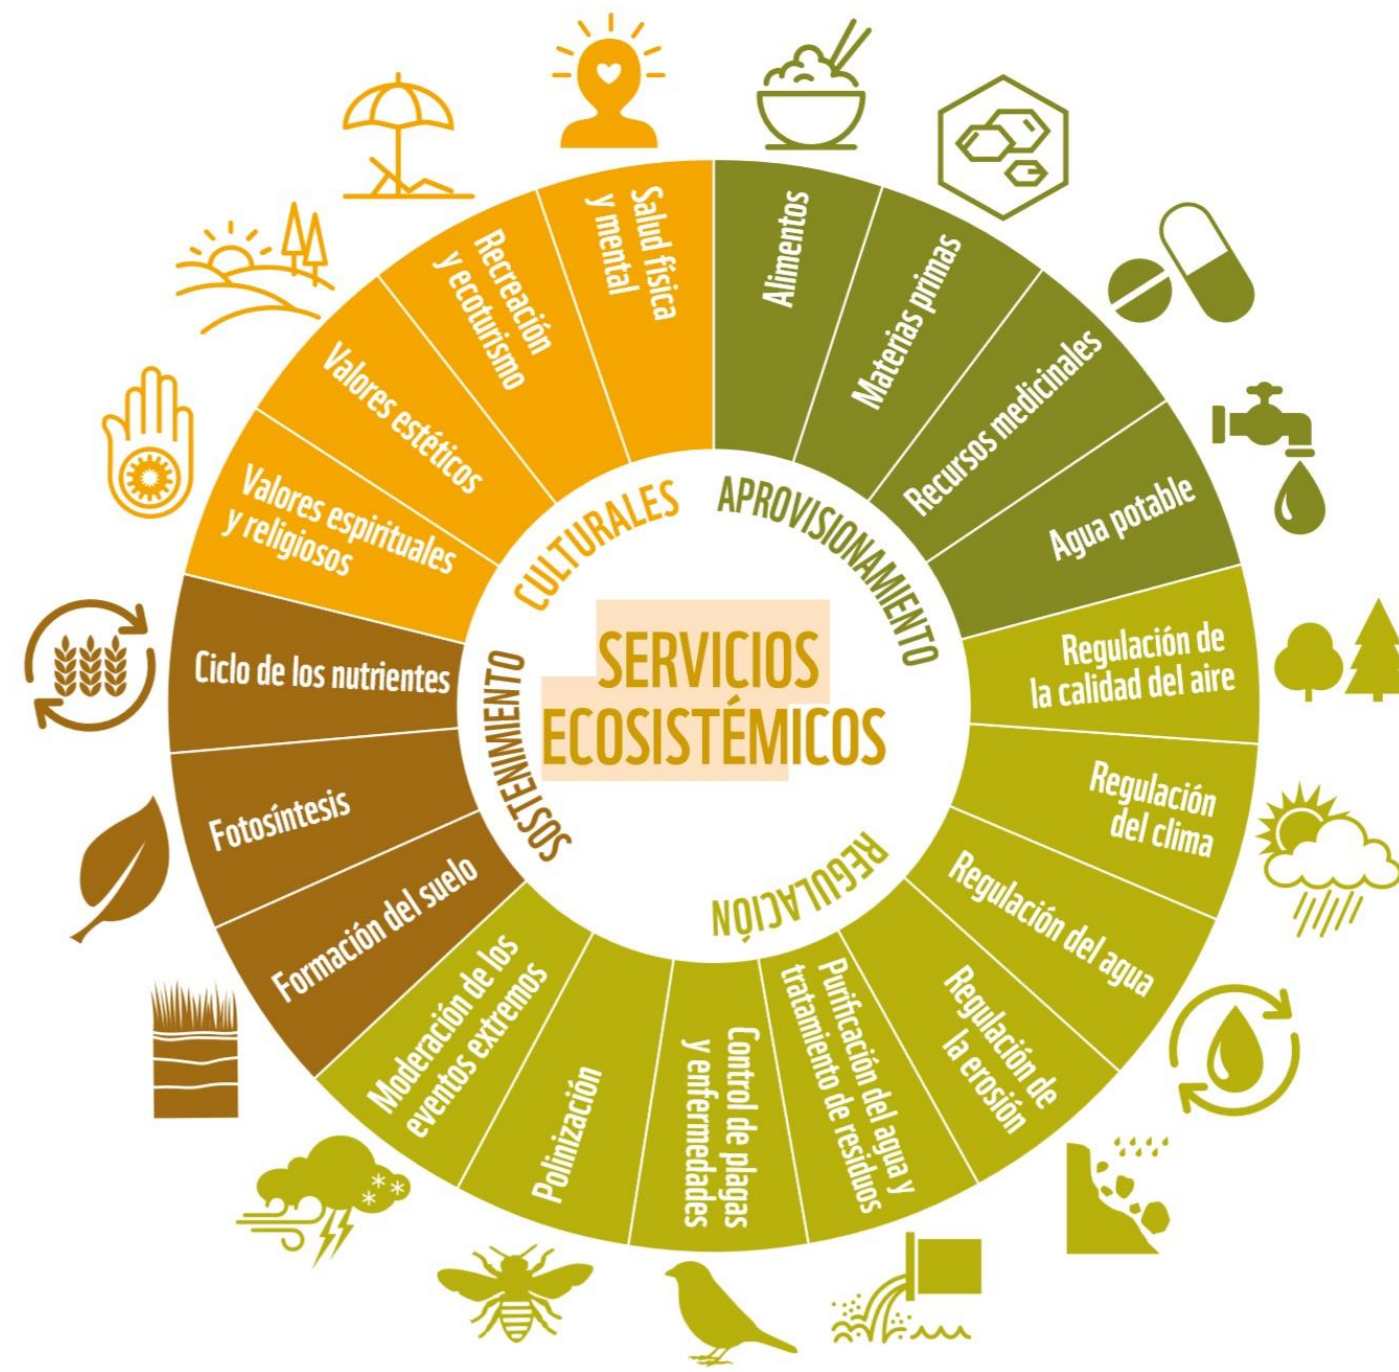 SERVICIOS
ECOSISTÉMICOS
APROVISIONAMIENTO
Alimentos
Materias primas
Recursos medicinales
Agua potable
REGULACIÓN
Regulación de
la calidad del aire
Regulación
del clima
Regulación del agua
Regulación de
la erosión
Purificación del agua y
tratamiento de residuos
Control de plagas
y enfermedades
Polinización
Moderación de los
eventos extremos
SOSTENIMIENTO
Formación del suelo
Fotosíntesis
Ciclo de los nutrientes
CULTURALES
Valores espirituales
y religiosos
Valores estéticos
Recreación
y ecoturismo
Salud física
y mental